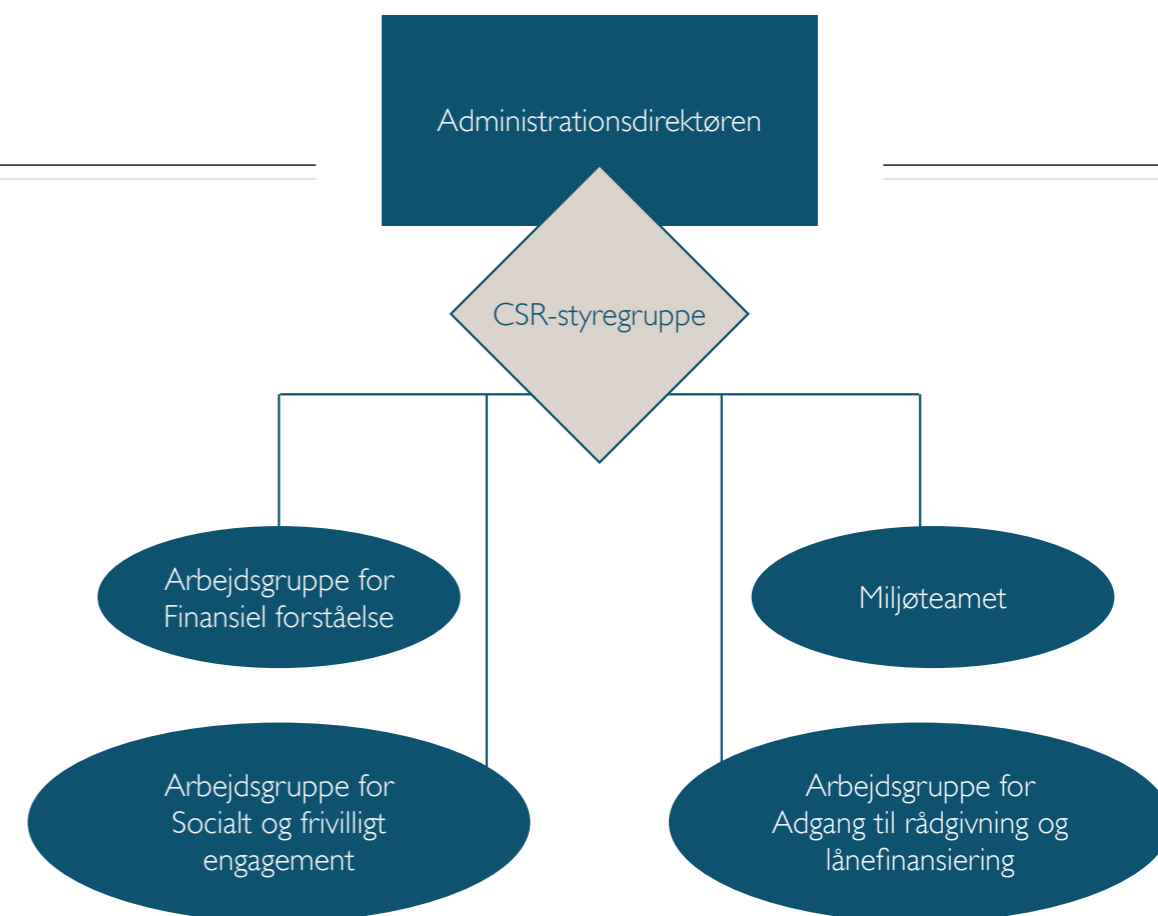 Administrationsdirektøren
CSR-styregruppe
Arbejdsgruppe for
Finansiel forståelse
Miljøteamet
Arbejdsgruppe for
Socialt og frivilligt
engagement
Arbejdsgruppe for
Adgang til rådgivning og
lånefinansiering